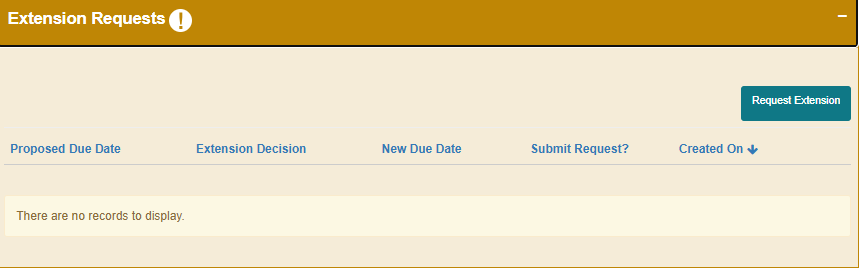 Extension Requests !
Request Extension
Proposed Due Date Extension Decision New Due Date Submit Request? Created On
There are no records to display.